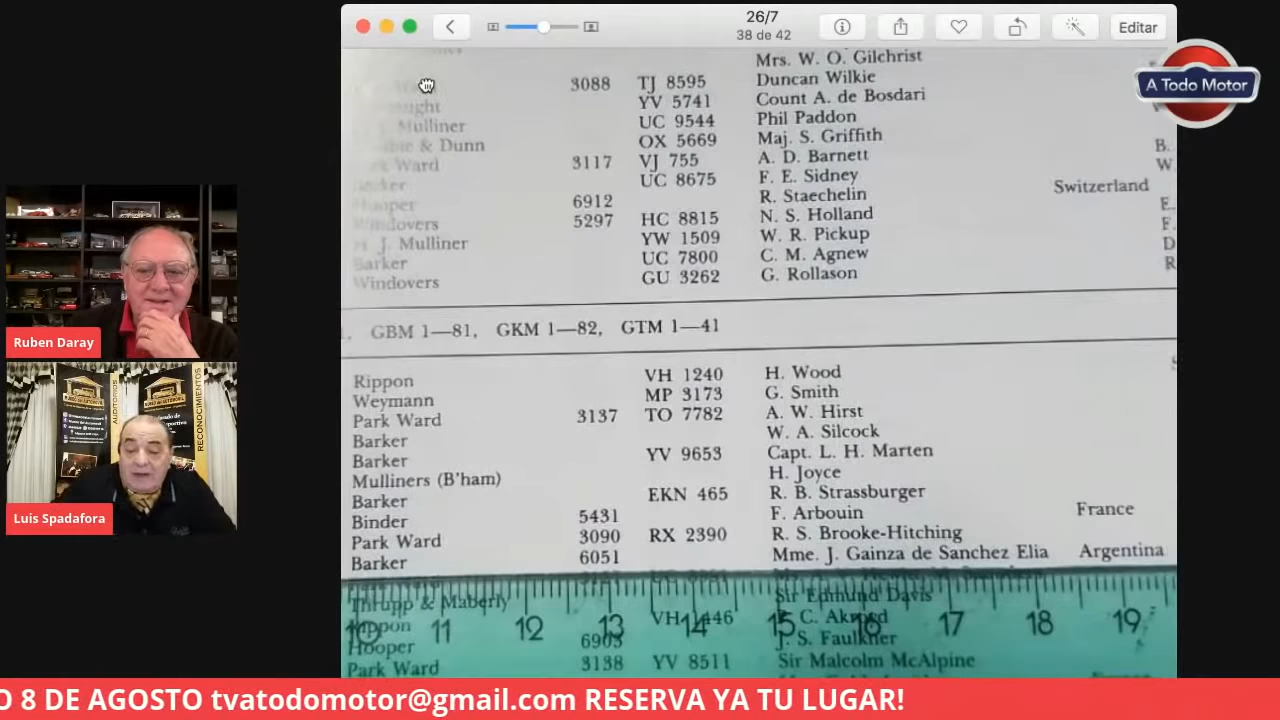 26/7
38 de 42
Editar
A Todo Motor
Mrs. W. O. Gilchrist
3088 TJ 8595 Duncan Wilkie
YV 5741 Count A. de Bosdari
Mulliner UC 9544 Phil Paddon
& Dunn OX 5669 Maj. S. Griffith
Park Ward 3117 VJ 755 A. D. Barnett
Barker UC 8675 F. E. Sidney
Hooper 6912 R. Staechelin Switzerland
Windovers 5297 HC 8815 N. S. Holland
H. J. Mulliner YW 1509 W. R. Pickup
Barker UC 7800 C. M. Agnew
Windovers GU 3262 G. Rollason
B.
W.
E.
F.
D
R
GBM 1—81, GKM 1—82, GTM 1—41
Rippon VH 1240 H. Wood
Weymann MP 3173 G. Smith
Park Ward 3137 TO 7782 A. W. Hirst
Barker W. A. Silcock
Barker YV 9653 Capt. L. H. Marten
Mulliners (B'ham) H. Joyce
Barker EKN 465 R. B. Strassburger
Binder 5431 F. Arbouin France
Park Ward 3090 RX 2390 R. S. Brooke-Hitching
Barker 6051 Mme. J. Gainza de Sanchez Elia Argentina
Thrupp & Maberly Sir Edmund Davis
Rippon VH 1446 C. Akroyd
10 11 12 13 14 15 16 17 18 19
Hooper 6903 J. S. Faulkner
Park Ward 3138 YV 8511 Sir Malcolm McAlpine
Ruben Daray
AUDITORIOS
RECONOCIMIENTOS
Luis Spadafora
O 8 DE AGOSTO tvatodomotor@gmail.com RESERVA YA TU LUGAR!